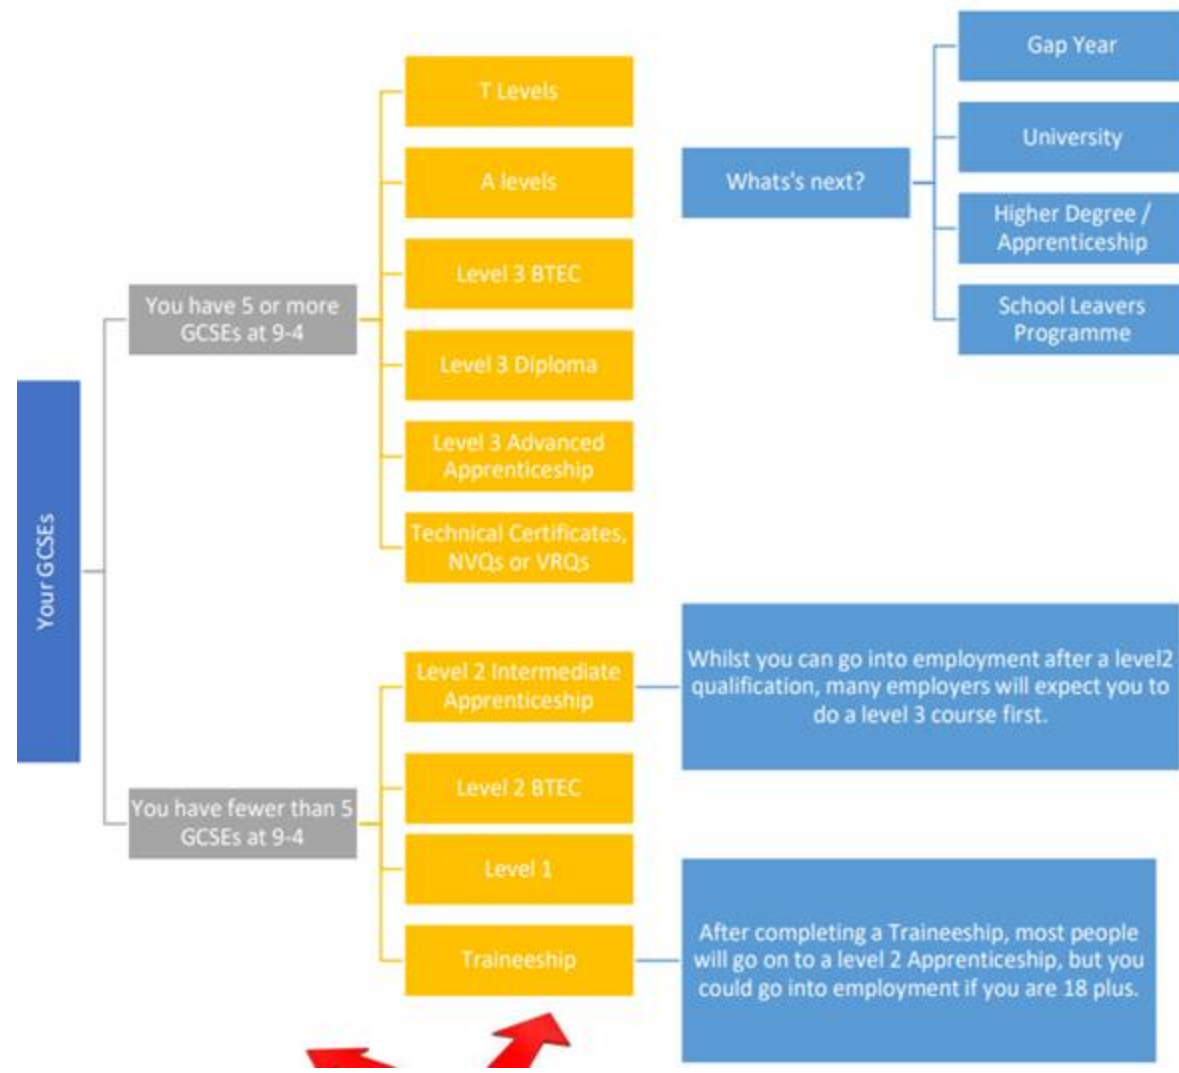 Your GCSEs
You have 5 or more
GCSEs at 9-4
T Levels
A levels
Level 3 BTEC
Level 3 Diploma
Level 3 Advanced
Apprenticeship
Technical Certificates,
NVQs or VRQs
Whats's next?
Gap Year
University
Higher Degree /
Apprenticeship
School Leavers
Programme
You have fewer than 5
GCSEs at 9-4
Level 2 Intermediate
Apprenticeship
Whilst you can go into employment after a level2
qualification, many employers will expect you to
do a level 3 course first.
Level 2 BTEC
Level 1
Traineeship
After completing a Traineeship, most people
will go on to a level 2 Apprenticeship, but you
could go into employment if you are 18 plus.